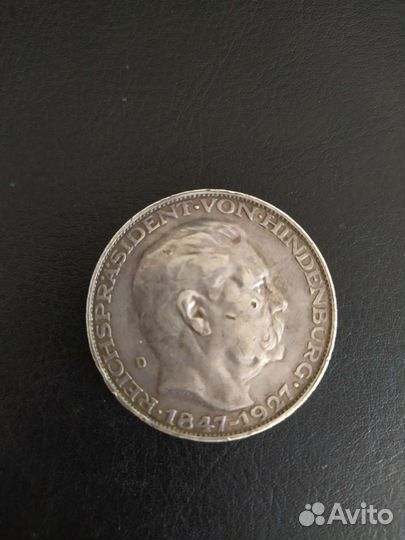 REICHSPRÄSIDENT·VON·HINDENBURG·
1847-1927·
D
Avito